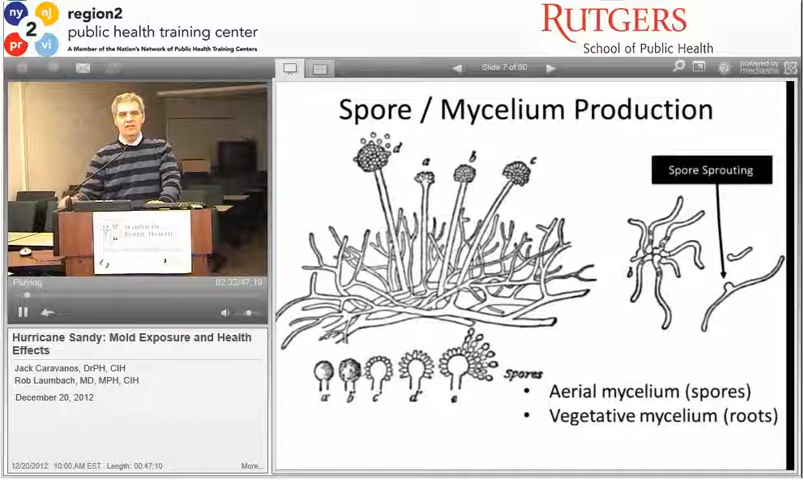 ny
nj
2
pr
vi
region2
public health training center
A Member of the Nation's Network of Public Health Training Centers
RUTGERS
School of Public Health
Slide 7 of 50
powered by
mediasite
Playing
02:32/47:10
Hurricane Sandy: Mold Exposure and Health
Effects
Jack Caravanos, DrPH, CIH
Rob Laumbach, MD, MPH, CIH
December 20, 2012
12/20/2012 10:00 AM EST Length: 00:47:10 More...
Spore / Mycelium Production
d
a
b
c
Spore Sprouting
b
spores
a'
b'
c'
d'
e
• Aerial mycelium (spores)
• Vegetative mycelium (roots)